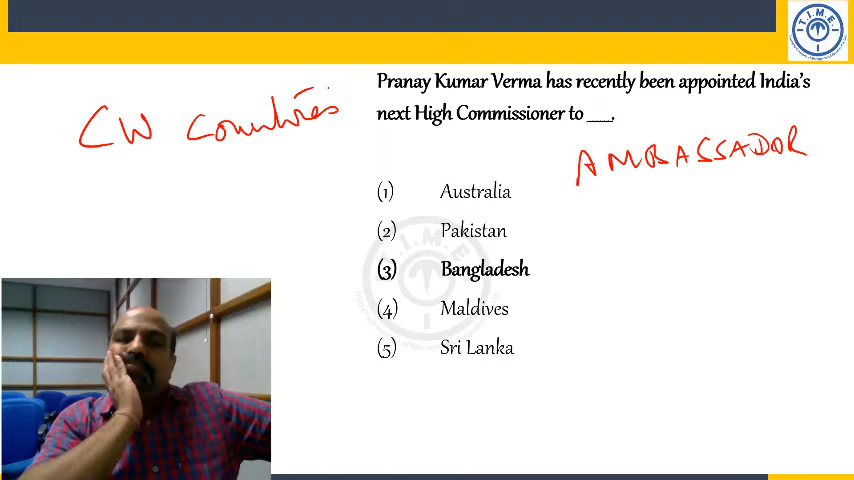 T.I.M.E.
Pranay Kumar Verma has recently been appointed India's
next High Commissioner to ___.
CW Countries
AMBASSADOR
(1) Australia
(2) Pakistan
(3) Bangladesh
(4) Maldives
(5) Sri Lanka
T.I.M.E.